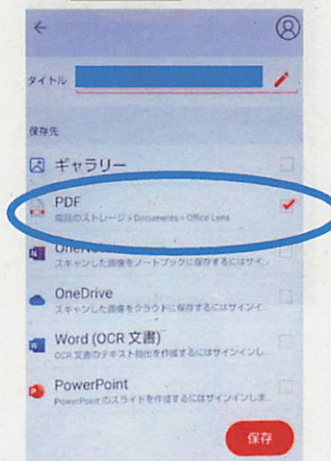 タイトル
保存先
ギャラリー
PDF
電話のストレージ > Documents > Office Lens
OneNote
スキャンした画像をノートブックに保存するにはサイ
OneDrive
スキャンした画像をクラウドに保存するにはサインイ
Word (OCR 文書)
OCR 文書のテキスト抽出を作成するにはサインインし
PowerPoint
PowerPoint のスライドを作成するにはサインインしま
保存